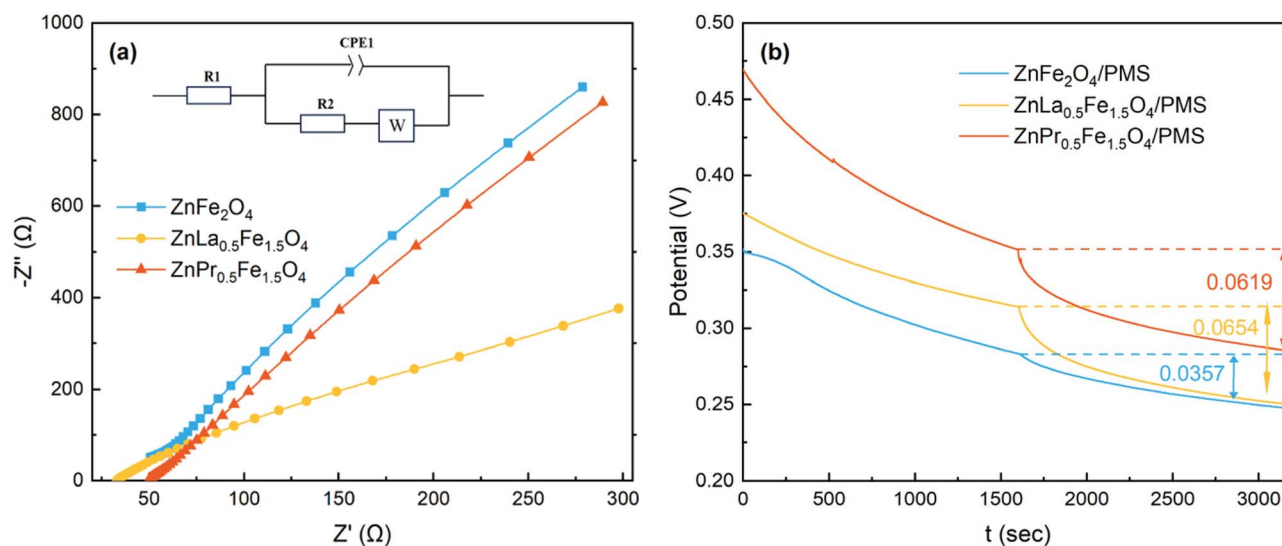 (a)
CPE1
R1
R2
W
ZnFe₂O₄
ZnLa₀.₅Fe₁.₅O₄
ZnPr₀.₅Fe₁.₅O₄
1000
800
600
400
200
0
-Z'' (Ω)
50
100
150
200
250
300
Z' (Ω)
(b)
ZnFe₂O₄/PMS
ZnLa₀.₅Fe₁.₅O₄/PMS
ZnPr₀.₅Fe₁.₅O₄/PMS
0.50
0.45
0.40
0.35
0.30
0.25
0.20
Potential (V)
0.0619
0.0654
0.0357
0
500
1000
1500
2000
2500
3000
t (sec)